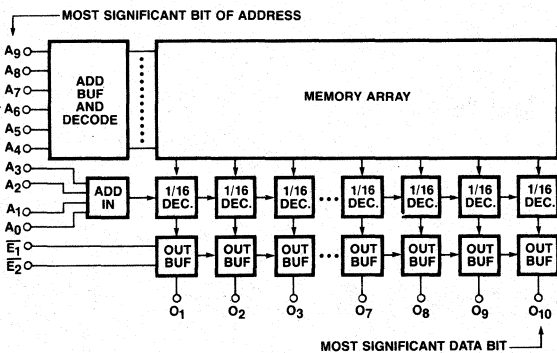 MOST SIGNIFICANT BIT OF ADDRESS
A9
A8
A7
A6
A5
A4
ADD
BUF
AND
DECODE
MEMORY ARRAY
A3
A2
A1
A0
ADD
IN
1/16
DEC.
1/16
DEC.
1/16
DEC.
1/16
DEC.
1/16
DEC.
1/16
DEC.
1/16
DEC.
E̅1
E̅2
OUT
BUF
OUT
BUF
OUT
BUF
OUT
BUF
OUT
BUF
OUT
BUF
OUT
BUF
O1 O2 O3 O7 O8 O9 O10
MOST SIGNIFICANT DATA BIT